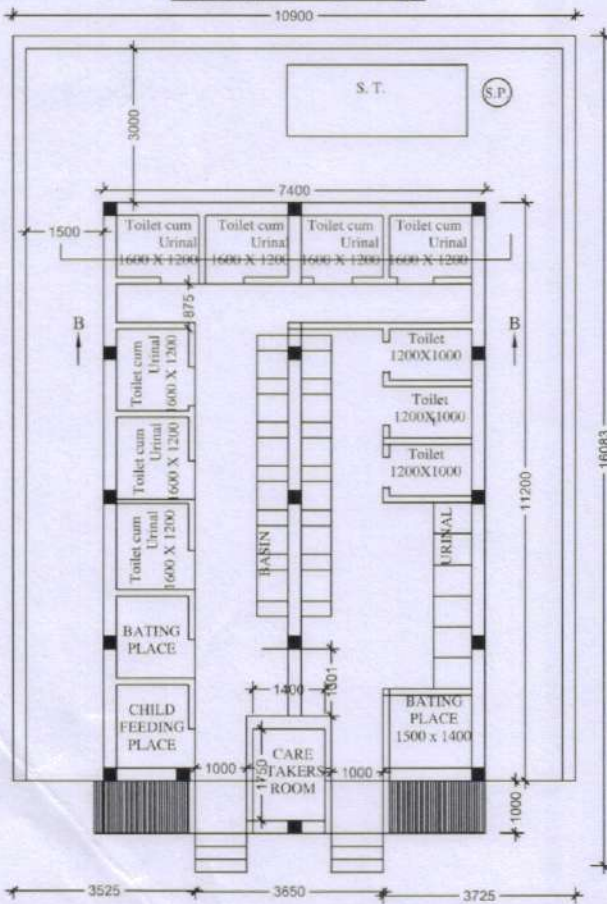 10900
S. T.
S.P.
3000
7400
1500
Toilet cum
Urinal
1600 X 1200
Toilet cum
Urinal
1600 X 1200
Toilet cum
Urinal
1600 X 1200
Toilet cum
Urinal
1600 X 1200
875
B
B
Toilet cum
Urinal
1600 X 1200
Toilet
1200X1000
Toilet
1200X1000
Toilet cum
Urinal
1600 X 1200
Toilet
1200X1000
16083
11200
Toilet cum
Urinal
1600 X 1200
BASIN
URINAL
BATING
PLACE
1301
1400
CHILD
FEEDING
PLACE
BATING
PLACE
1500 x 1400
1000
1750
CARE
TAKERS
ROOM
1000
1000
3525
3650
3725